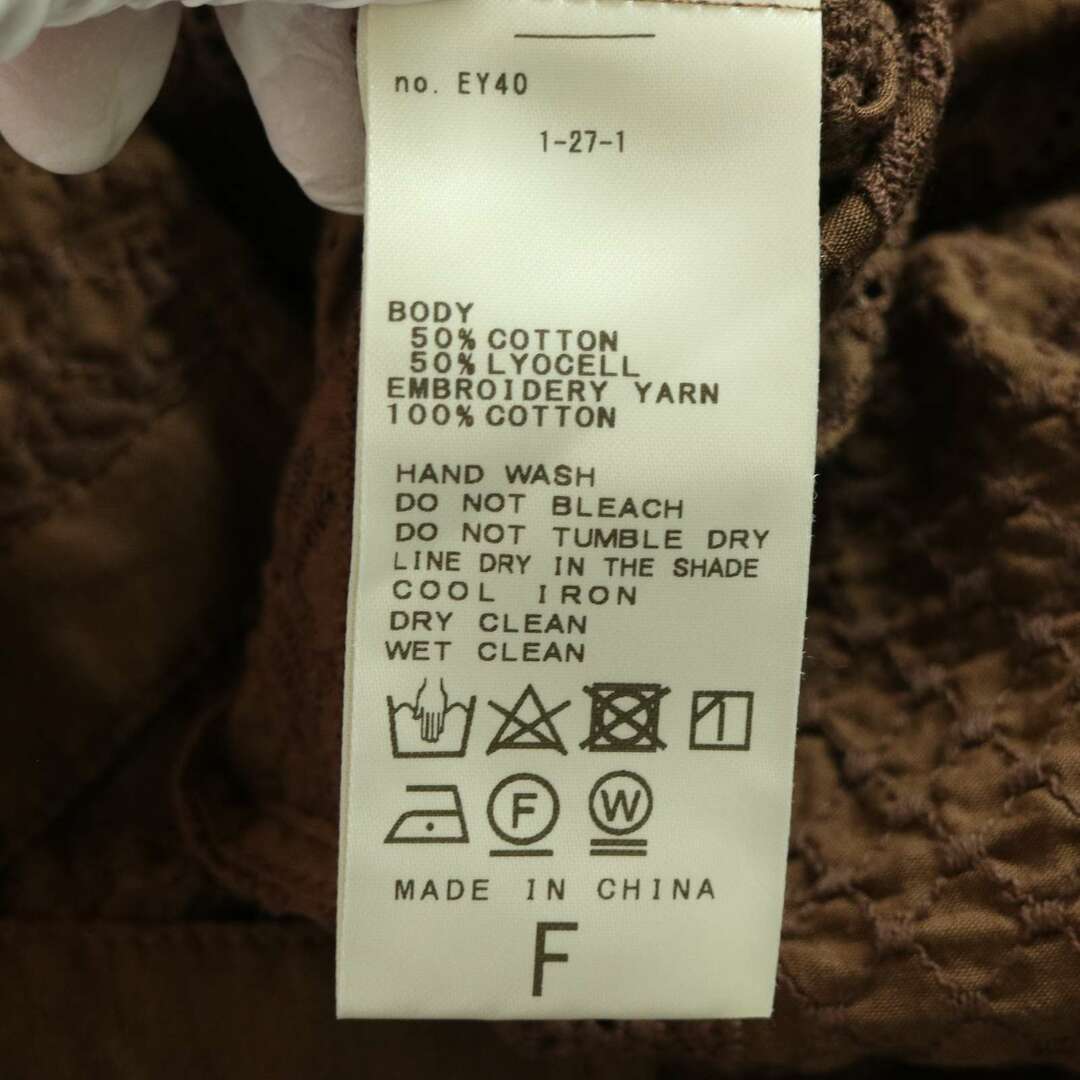 no. EY40
1-27-1
BODY
50% COTTON
50% LYOCELL
EMBROIDERY YARN
100% COTTON
HAND WASH
DO NOT BLEACH
DO NOT TUMBLE DRY
LINE DRY IN THE SHADE
COOL IRON
DRY CLEAN
WET CLEAN
F W
MADE IN CHINA
F